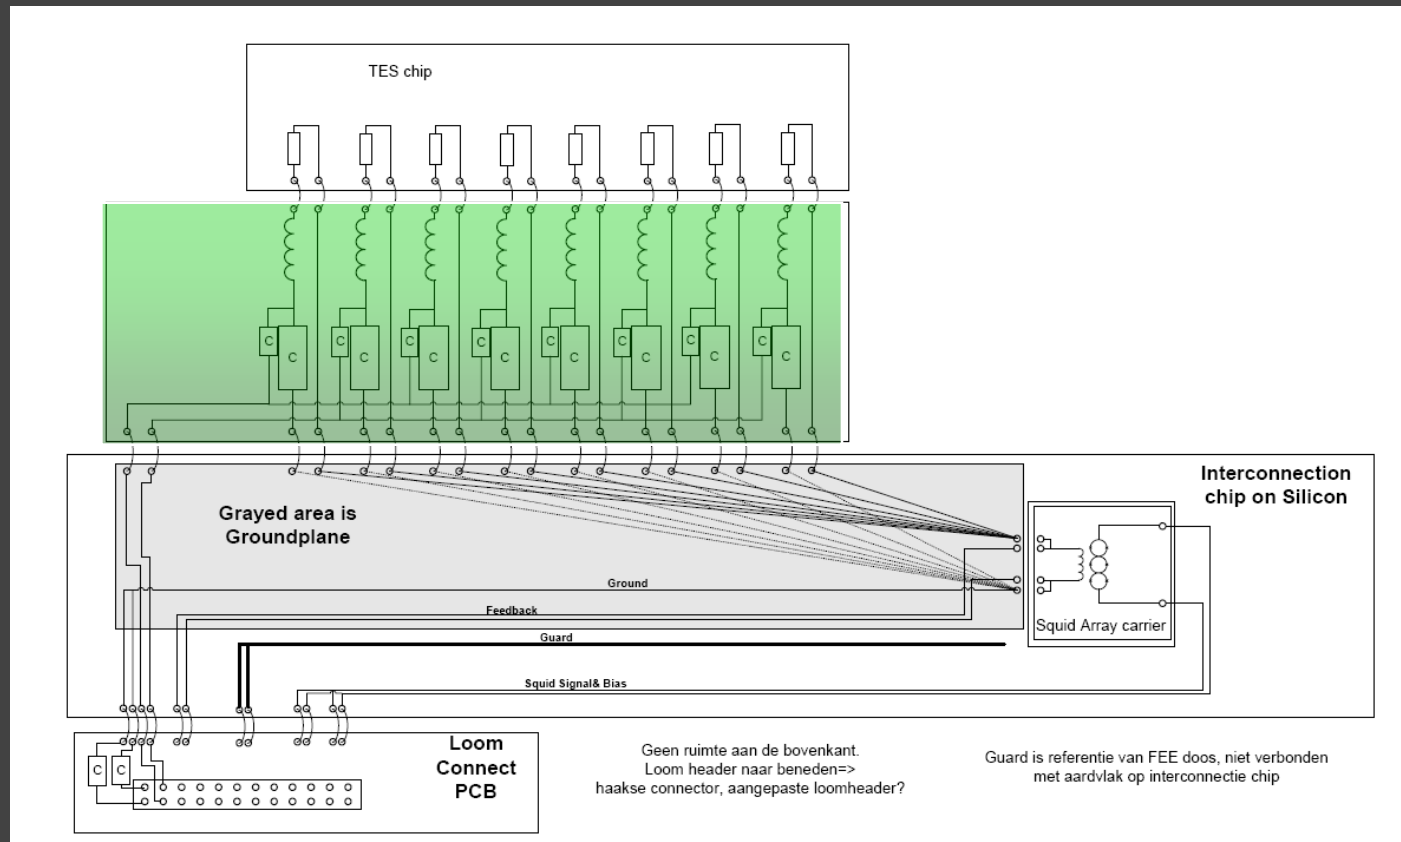 TES chip
C C C C C C C C C C C C C C C C
Interconnection
chip on Silicon
Grayed area is
Groundplane
Ground
Feedback
Squid Array carrier
Guard
Squid Signal& Bias
Loom
Connect
PCB
C C
Geen ruimte aan de bovenkant.
Loom header naar beneden=>
haakse connector, aangepaste loomheader?
Guard is referentie van FEE doos, niet verbonden
met aardvlak op interconnectie chip